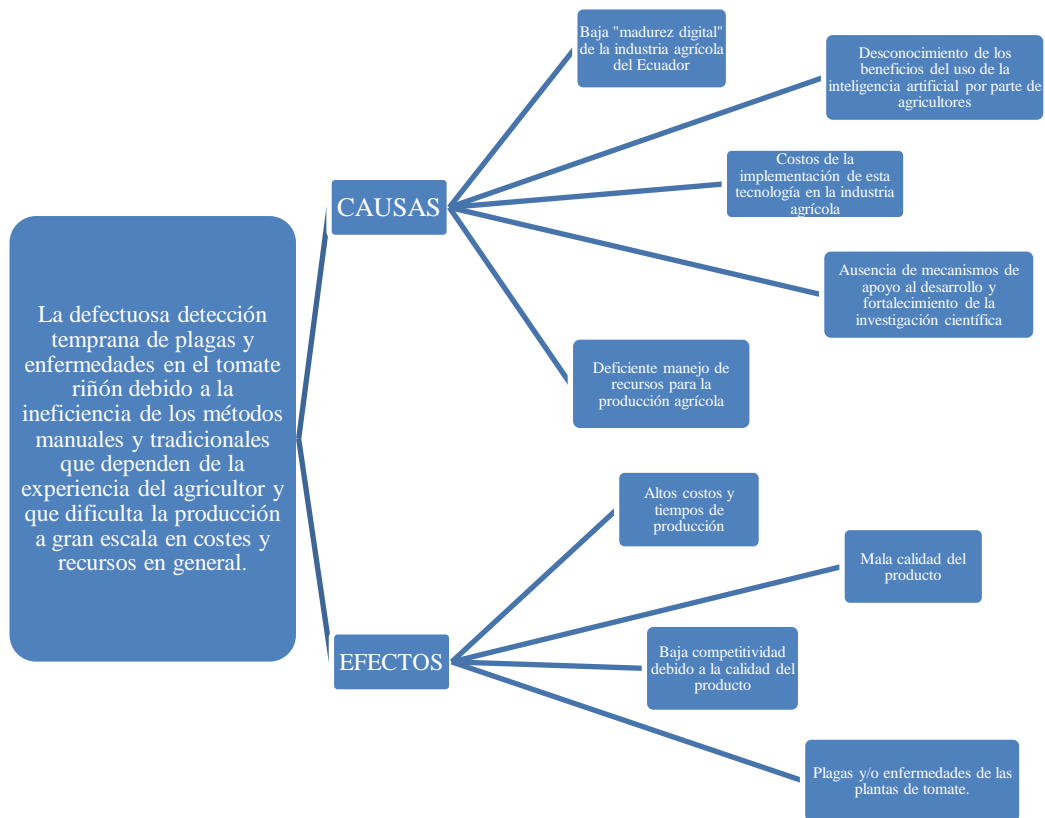 La defectuosa detección
temprana de plagas y
enfermedades en el tomate
riñón debido a la
ineficiencia de los métodos
manuales y tradicionales
que dependen de la
experiencia del agricultor y
que dificulta la producción
a gran escala en costes y
recursos en general.
CAUSAS
Baja "madurez digital"
de la industria agrícola
del Ecuador
Desconocimiento de los
beneficios del uso de la
inteligencia artificial por parte de
agricultores
Costos de la
implementación de esta
tecnología en la industria
agrícola
Ausencia de mecanismos de
apoyo al desarrollo y
fortalecimiento de la
investigación científica
Deficiente manejo de
recursos para la
producción agrícola
EFECTOS
Altos costos y
tiempos de
producción
Mala calidad del
producto
Baja competitividad
debido a la calidad del
producto
Plagas y/o enfermedades de las
plantas de tomate.